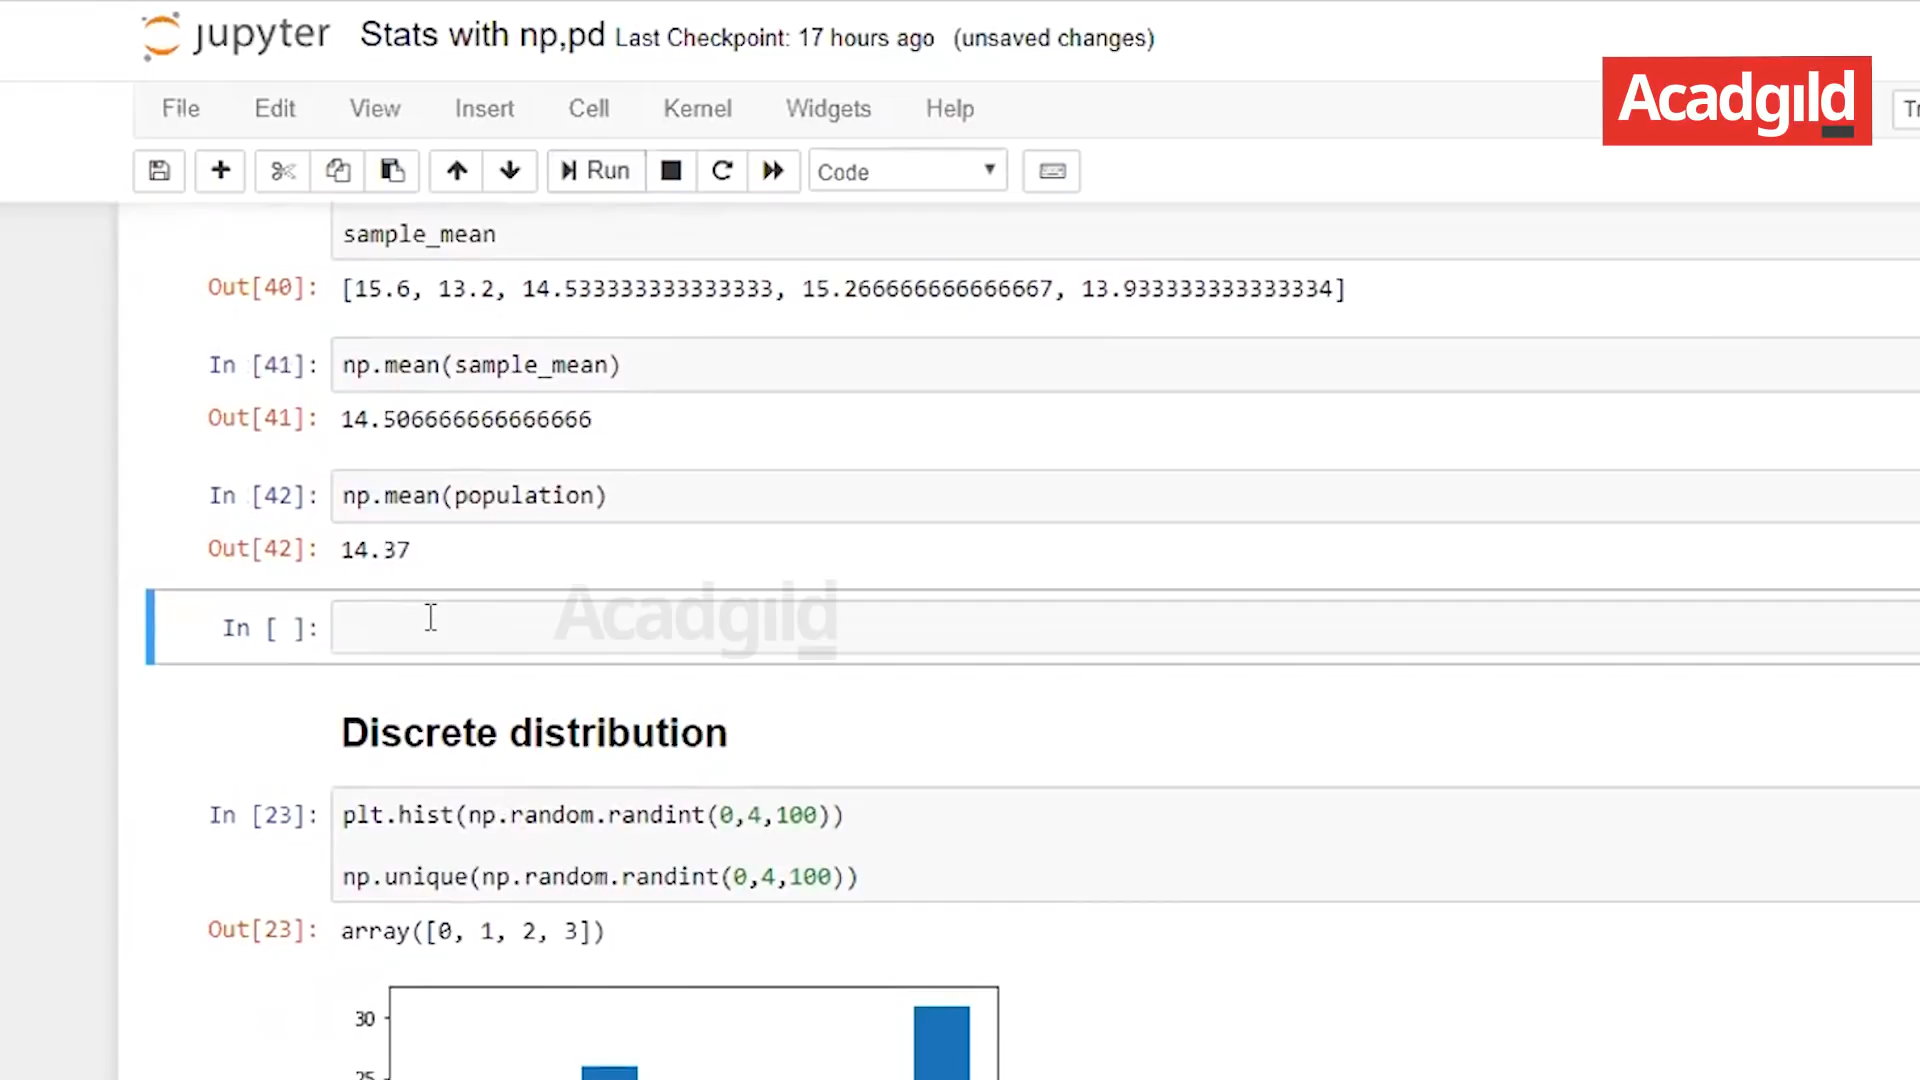 jupyter Stats with np,pd Last Checkpoint: 17 hours ago (unsaved changes)
Acadgild
File Edit View Insert Cell Kernel Widgets Help
Tr
Run Code
sample_mean
Out[40]: [15.6, 13.2, 14.533333333333333, 15.266666666666667, 13.933333333333334]
In [41]: np.mean(sample_mean)
Out[41]: 14.506666666666666
In [42]: np.mean(population)
Out[42]: 14.37
In [ ]:
Acadgild
Discrete distribution
In [23]: plt.hist(np.random.randint(0,4,100))
np.unique(np.random.randint(0,4,100))
Out[23]: array([0, 1, 2, 3])
30
25